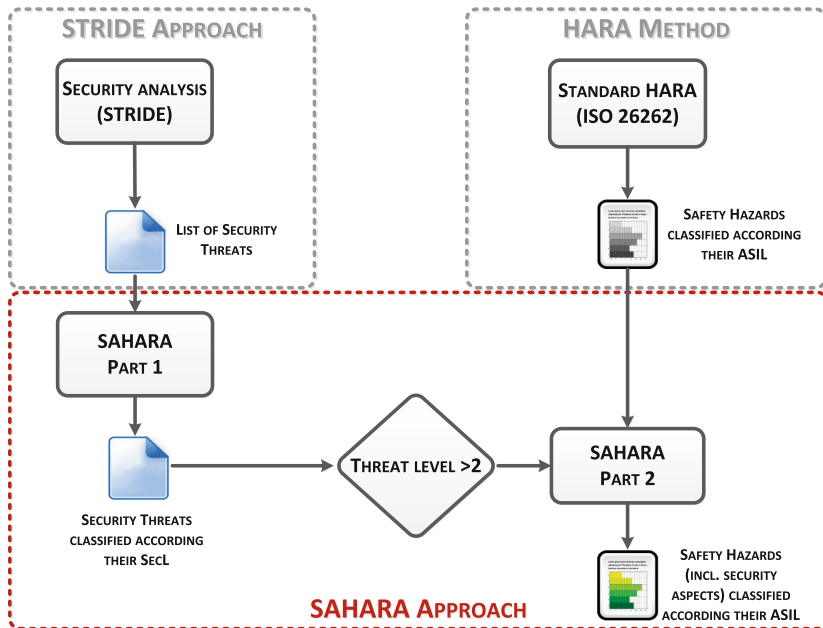 STRIDE APPROACH
HARA METHOD
SECURITY ANALYSIS
(STRIDE)
STANDARD HARA
(ISO 26262)
LIST OF SECURITY
THREATS
SAFETY HAZARDS
CLASSIFIED ACCORDING
THEIR ASIL
SAHARA
PART 1
THREAT LEVEL >2
SAHARA
PART 2
SECURITY THREATS
CLASSIFIED ACCORDING
THEIR SECL
SAFETY HAZARDS
(INCL. SECURITY
ASPECTS) CLASSIFIED
ACCORDING THEIR ASIL
SAHARA APPROACH